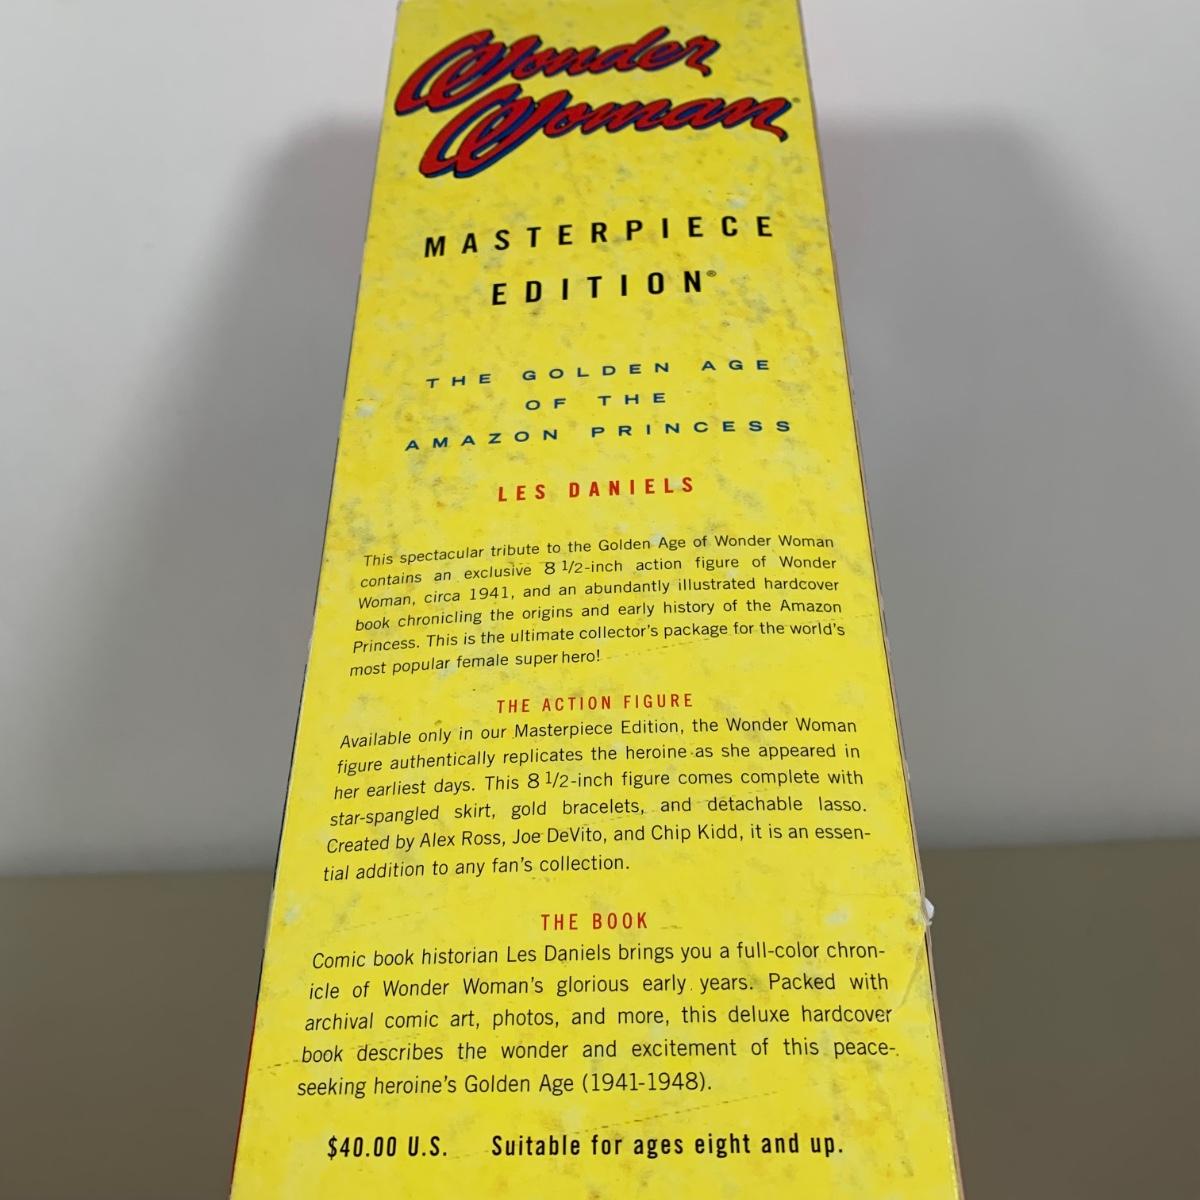 Wonder
Woman®
MASTERPIECE
EDITION®
THE GOLDEN AGE
OF THE
AMAZON PRINCESS
LES DANIELS
This spectacular tribute to the Golden Age of Wonder Woman
contains an exclusive 8 1/2-inch action figure of Wonder
Woman, circa 1941, and an abundantly illustrated hardcover
book chronicling the origins and early history of the Amazon
Princess. This is the ultimate collector's package for the world's
most popular female super hero!
THE ACTION FIGURE
Available only in our Masterpiece Edition, the Wonder Woman
figure authentically replicates the heroine as she appeared in
her earliest days. This 8 1/2-inch figure comes complete with
star-spangled skirt, gold bracelets, and detachable lasso.
Created by Alex Ross, Joe DeVito, and Chip Kidd, it is an essen-
tial addition to any fan's collection.
THE BOOK
Comic book historian Les Daniels brings you a full-color chron-
icle of Wonder Woman's glorious early years. Packed with
archival comic art, photos, and more, this deluxe hardcover
book describes the wonder and excitement of this peace-
seeking heroine's Golden Age (1941-1948).
$40.00 U.S. Suitable for ages eight and up.